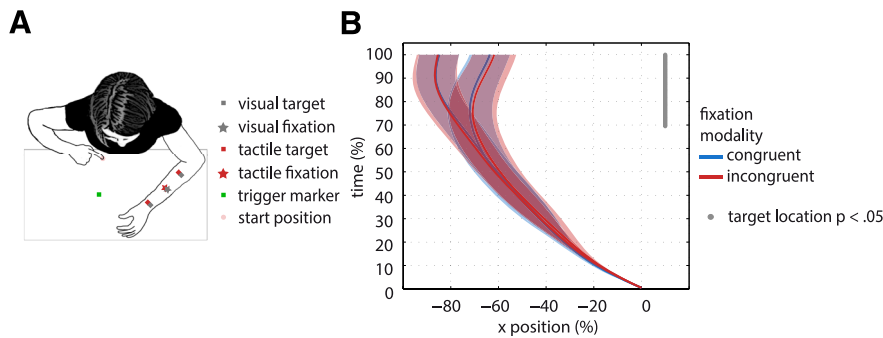 A
visual target
visual fixation
tactile target
tactile fixation
trigger marker
start position
B
100
90
80
70
60
50
40
30
20
10
0
time (%)
−80
−60
−40
−20
0
x position (%)
fixation
modality
congruent
incongruent
target location p < .05